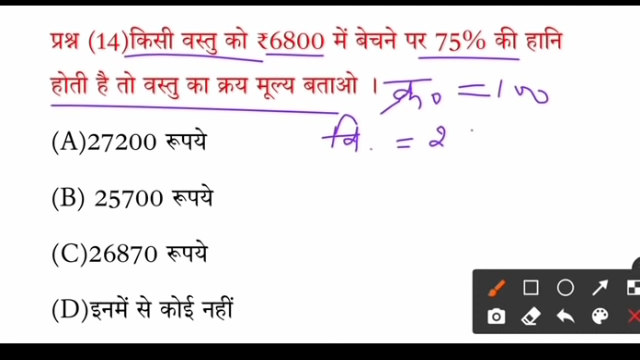 प्रश्न (14)किसी वस्तु को ₹6800 में बेचने पर 75% की हानि
होती है तो वस्तु का क्रय मूल्य बताओ ।
क्र० = 100
वि. = 2
(A)27200 रूपये
(B) 25700 रूपये
(C)26870 रूपये
(D)इनमें से कोई नहीं